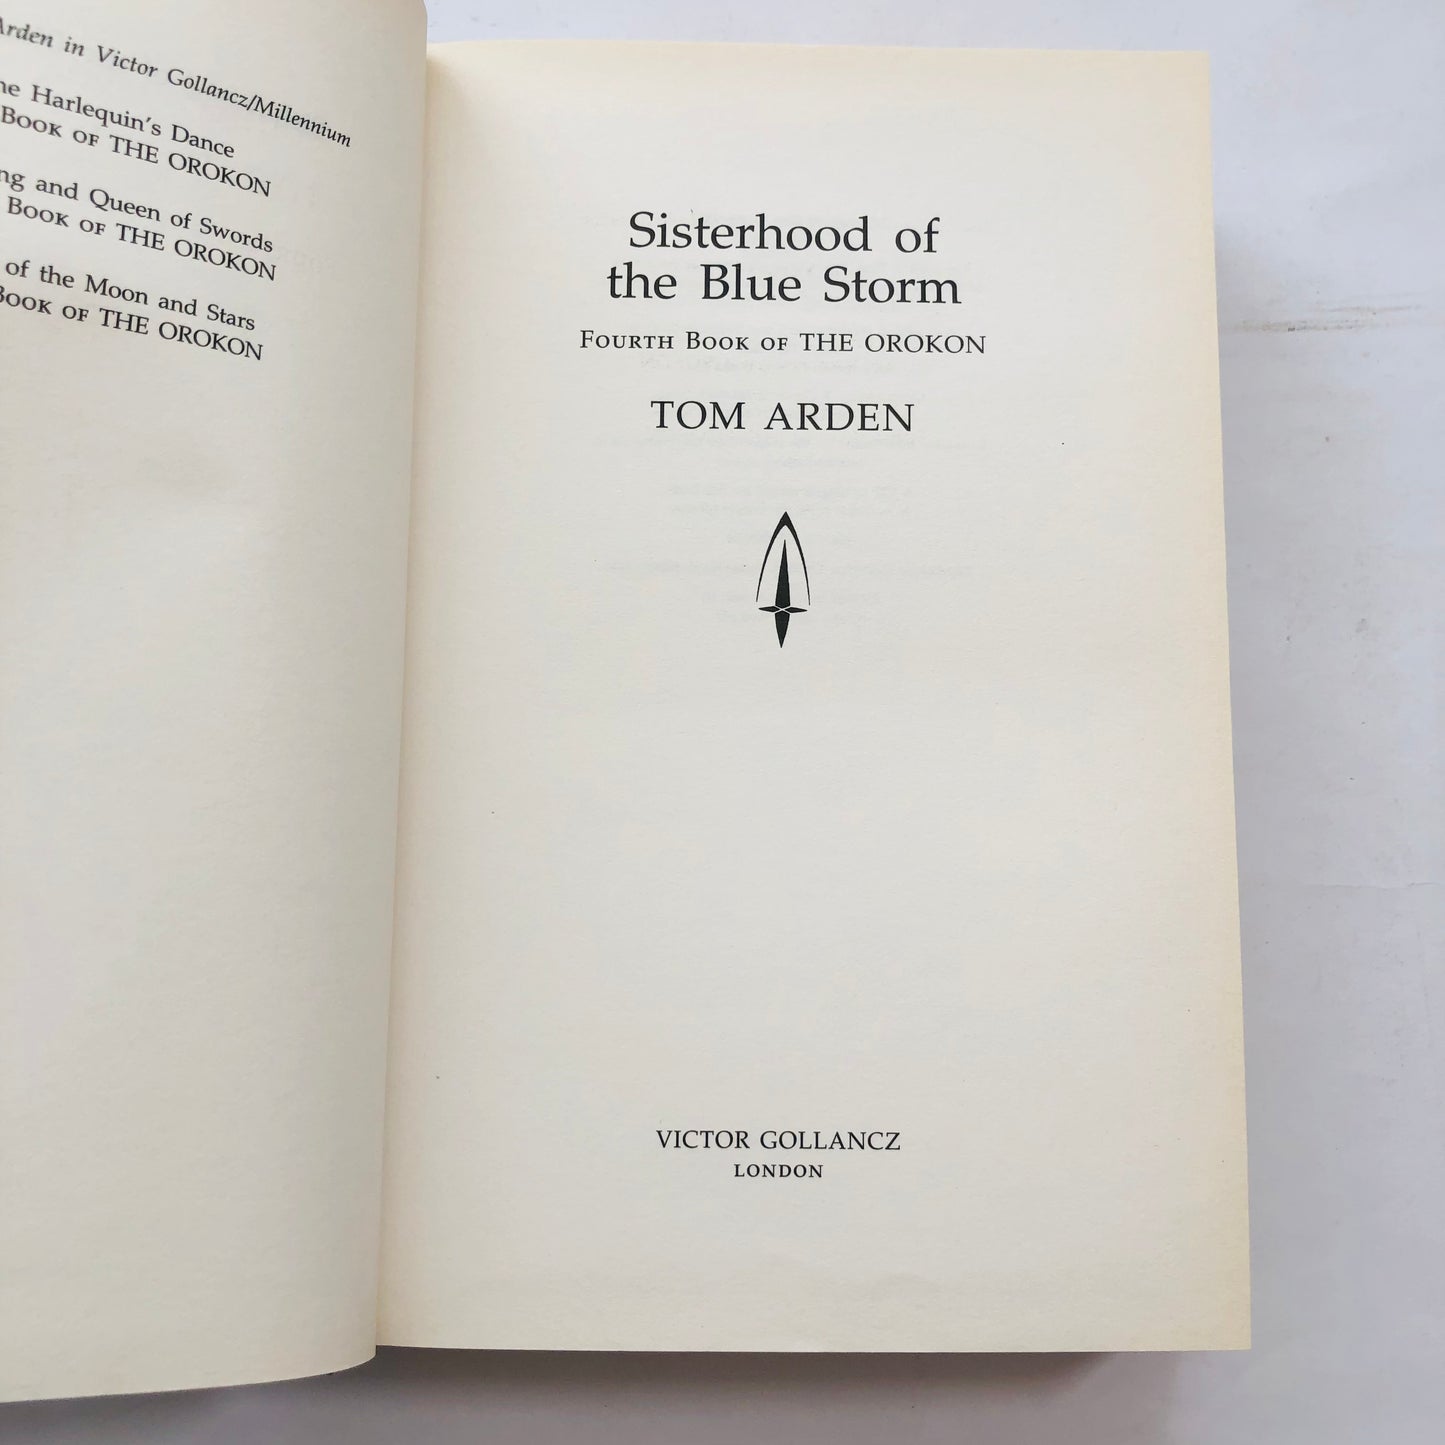 Arden in Victor Gollancz/Millennium
Harlequin's Dance
Book of THE OROKON
and Queen of Swords
Book of THE OROKON
of the Moon and Stars
Book of THE OROKON
Sisterhood of
the Blue Storm
Fourth Book of THE OROKON
TOM ARDEN
VICTOR GOLLANCZ
LONDON